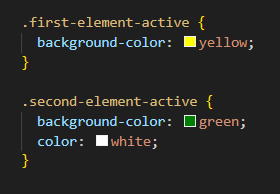 .first-element-active {
background-color: yellow;
}
.second-element-active {
background-color: green;
color: white;
}